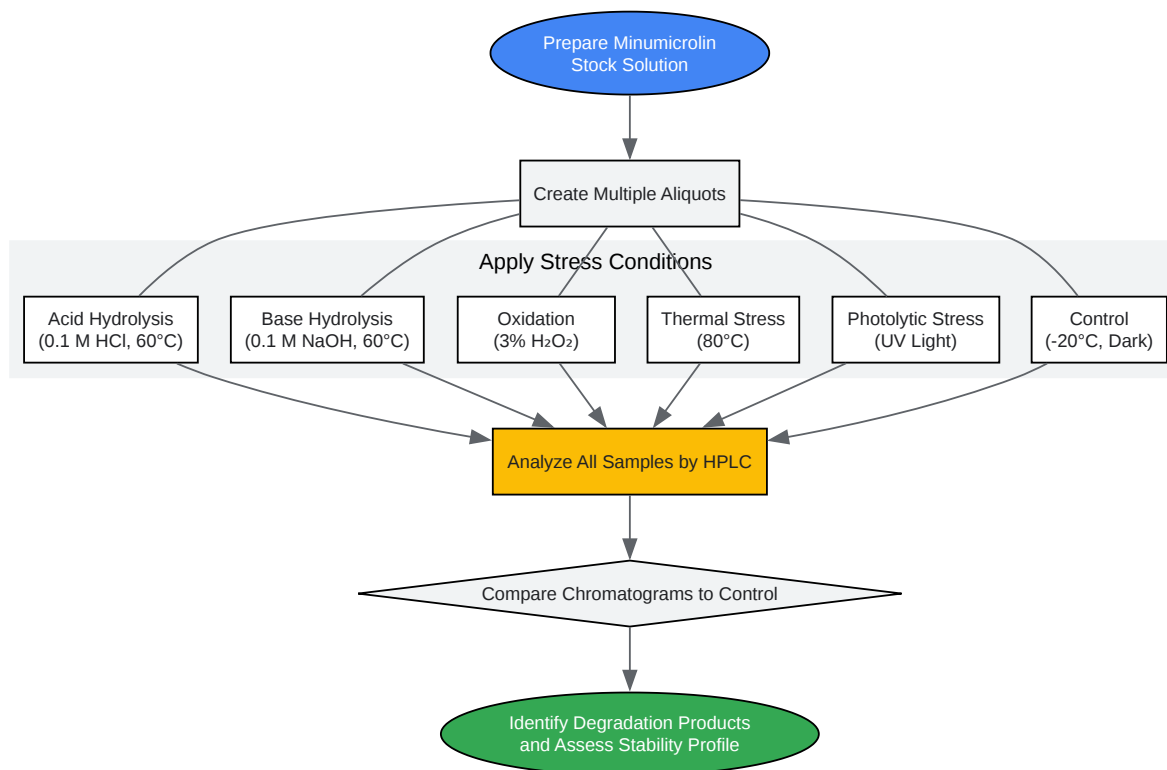 Prepare Minumicrolin
Stock Solution
Create Multiple Aliquots
Apply Stress Conditions
Acid Hydrolysis
(0.1 M HCl, 60°C)
Base Hydrolysis
(0.1 M NaOH, 60°C)
Oxidation
(3% H₂O₂)
Thermal Stress
(80°C)
Photolytic Stress
(UV Light)
Control
(-20°C, Dark)
Analyze All Samples by HPLC
Compare Chromatograms to Control
Identify Degradation Products
and Assess Stability Profile